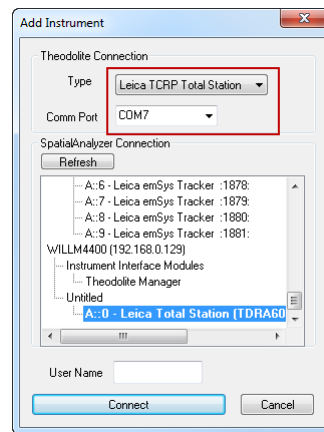 Add Instrument
Theodolite Connection
Type Leica TCRP Total Station
Comm Port COM7
SpatialAnalyzer Connection
Refresh
A::6 - Leica emSys Tracker :1878:
A::7 - Leica emSys Tracker :1879:
A::8 - Leica emSys Tracker :1880:
A::9 - Leica emSys Tracker :1881:
WILLM4400 (192.168.0.129)
Instrument Interface Modules
Theodolite Manager
Untitled
A::0 - Leica Total Station (TDRA60
User Name
Connect Cancel